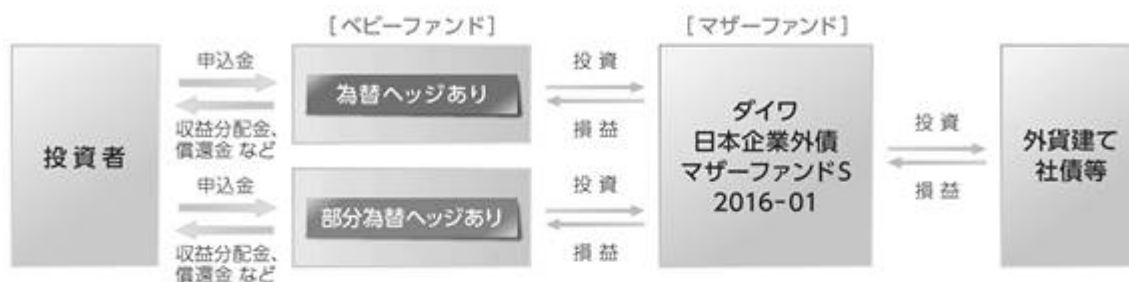 [ベビーファンド]
[マザーファンド]
投資者
申込金
収益分配金、
償還金 など
為替ヘッジあり
投資
損益
申込金
収益分配金、
償還金 など
部分為替ヘッジあり
投資
損益
ダイワ
日本企業外債
マザーファンドS
2016-01
投資
損益
外貨建て
社債等